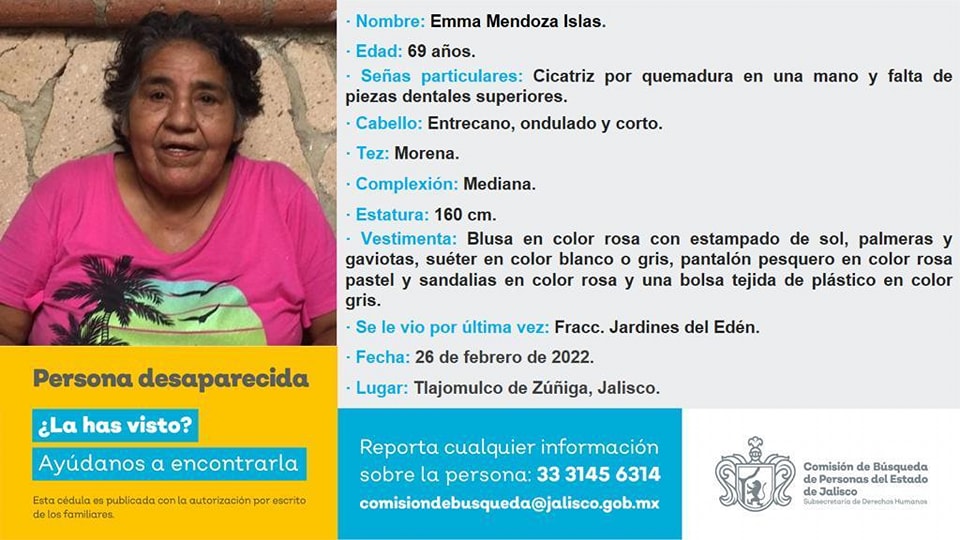 · Nombre: Emma Mendoza Islas.
· Edad: 69 años.
· Señas particulares: Cicatriz por quemadura en una mano y falta de
piezas dentales superiores.
· Cabello: Entrecano, ondulado y corto.
· Tez: Morena.
· Complexión: Mediana.
· Estatura: 160 cm.
· Vestimenta: Blusa en color rosa con estampado de sol, palmeras y
gaviotas, suéter en color blanco o gris, pantalón pesquero en color rosa
pastel y sandalias en color rosa y una bolsa tejida de plástico en color
gris.
· Se le vio por última vez: Fracc. Jardines del Edén.
· Fecha: 26 de febrero de 2022.
· Lugar: Tlajomulco de Zúñiga, Jalisco.
Persona desaparecida
¿La has visto?
Ayúdanos a encontrarla
Esta cédula es publicada con la autorización por escrito
de los familiares.
Reporta cualquier información
sobre la persona: 33 3145 6314
comisiondebusqueda@jalisco.gob.mx
Comisión de Búsqueda
de Personas del Estado
de Jalisco
Subsecretaría de Derechos Humanos